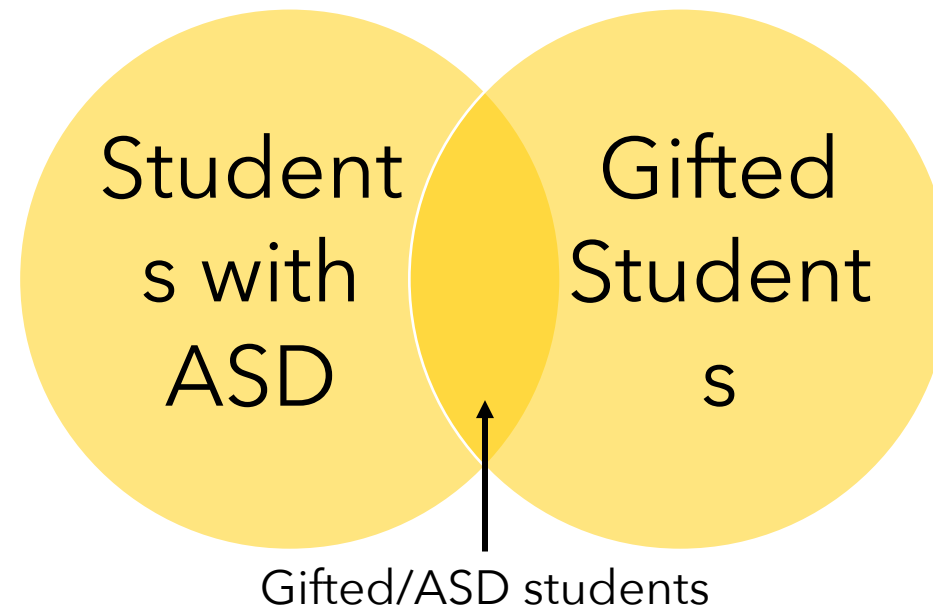 Student
s with
ASD
Gifted
Student
s
Gifted/ASD students